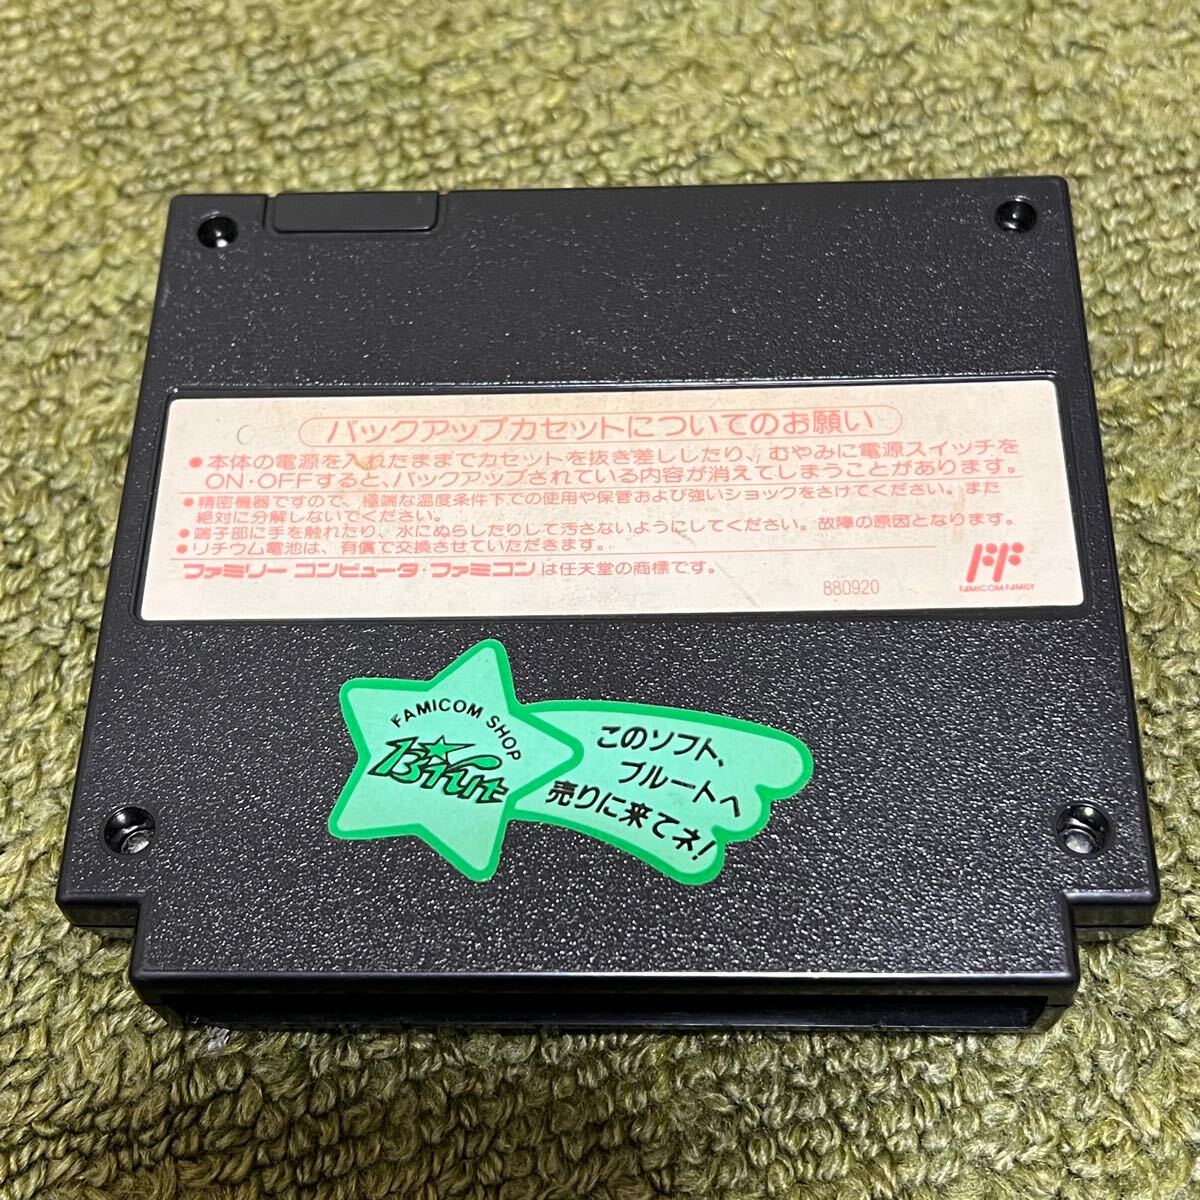 バックアップカセットについてのお願い
●本体の電源を入れたままでカセットを抜き差ししたり、むやみに電源スイッチを
ON・OFFすると、バックアップされている内容が消えてしまうことがあります。
●精密機器ですので、極端な温度条件下での使用や保管および強いショックをさけてください。また
絶対に分解しないでください。
●端子部に手を触れたり、水にぬらしたりして汚さないようにしてください。故障の原因となります。
●リチウム電池は、有償で交換させていただきます。
ファミリーコンピュータ・ファミコンは任天堂の商標です。
880920
FF
FAMICOM FAMILY
FAMICOM SHOP
Brut
このソフト、
ブルートへ
売りに来てネ!